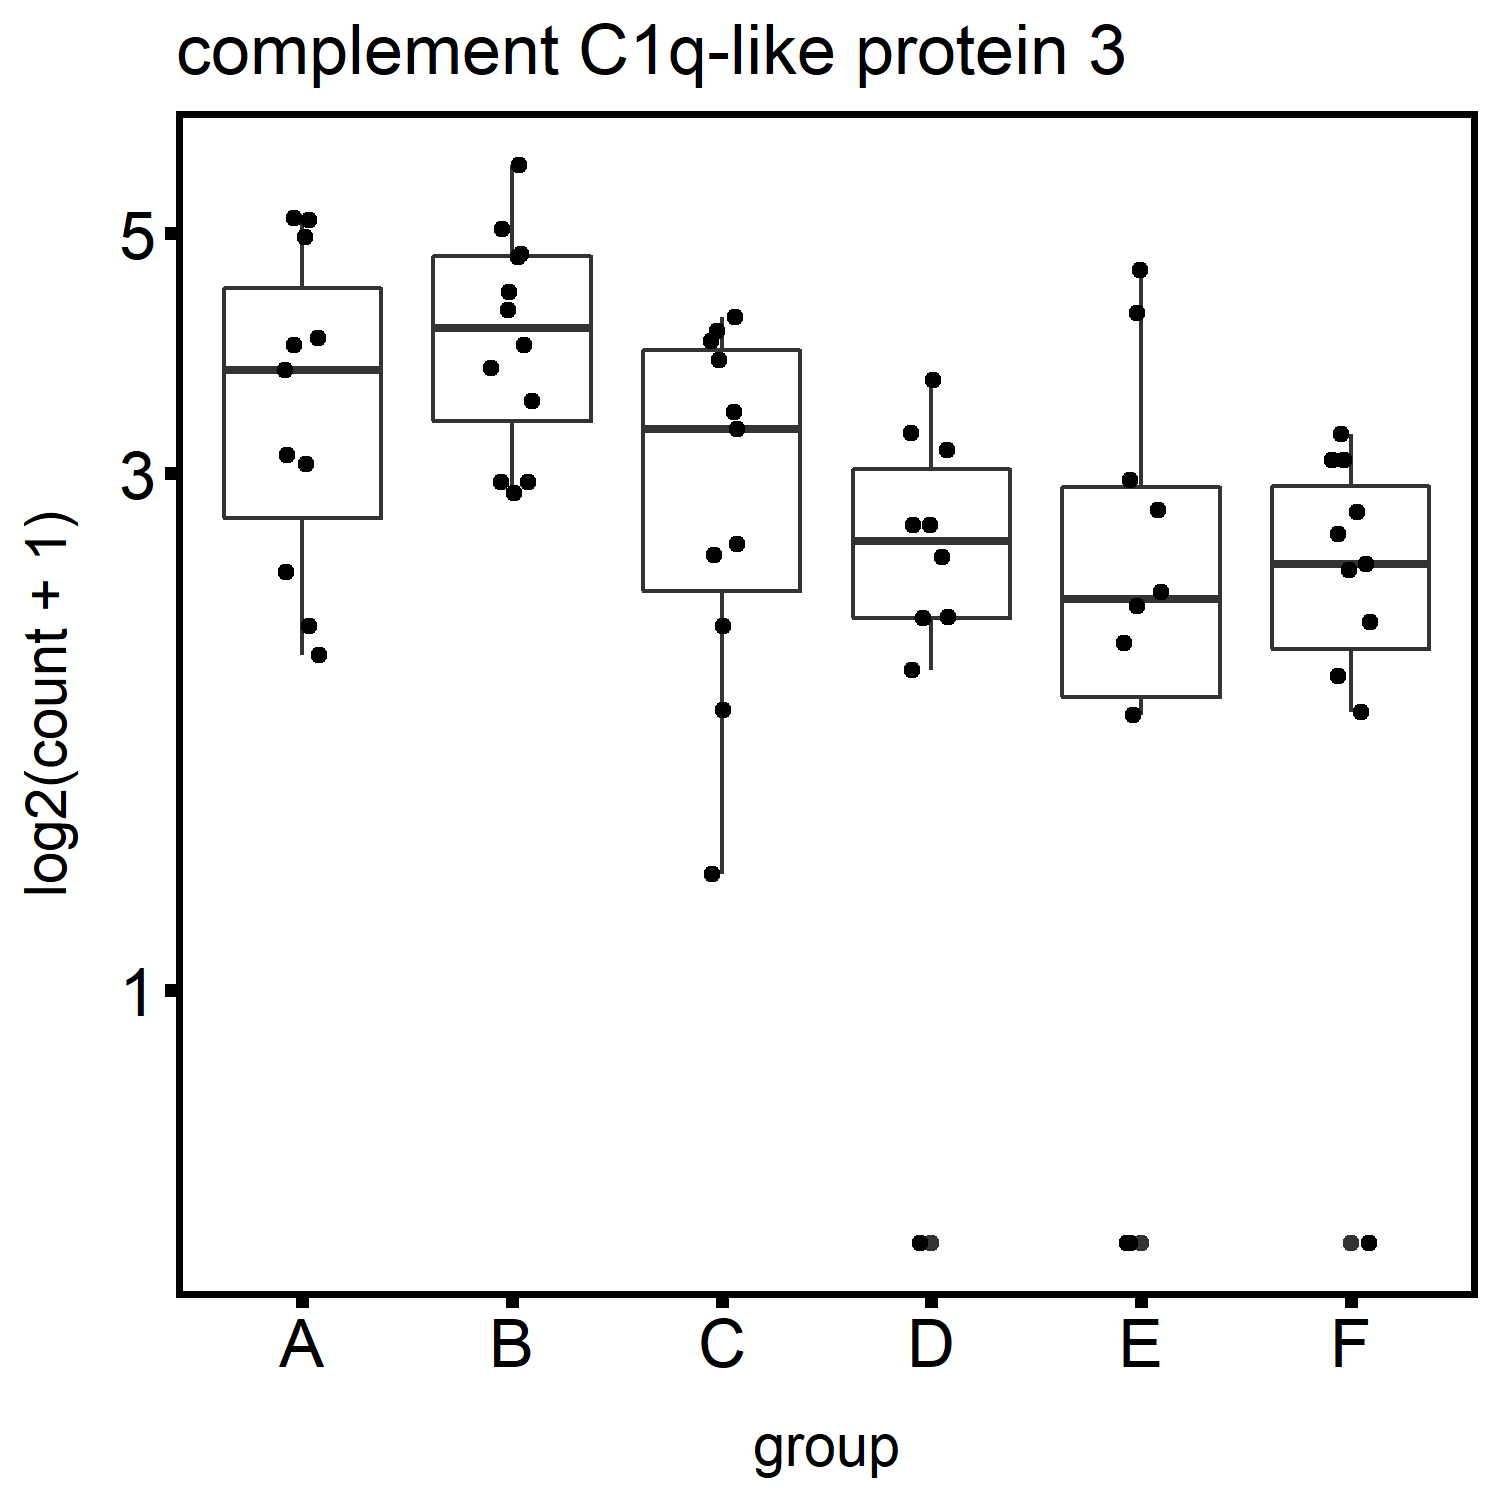 complement C1q-like protein 3
log2(count + 1)
5
3
1
A B C D E F
group